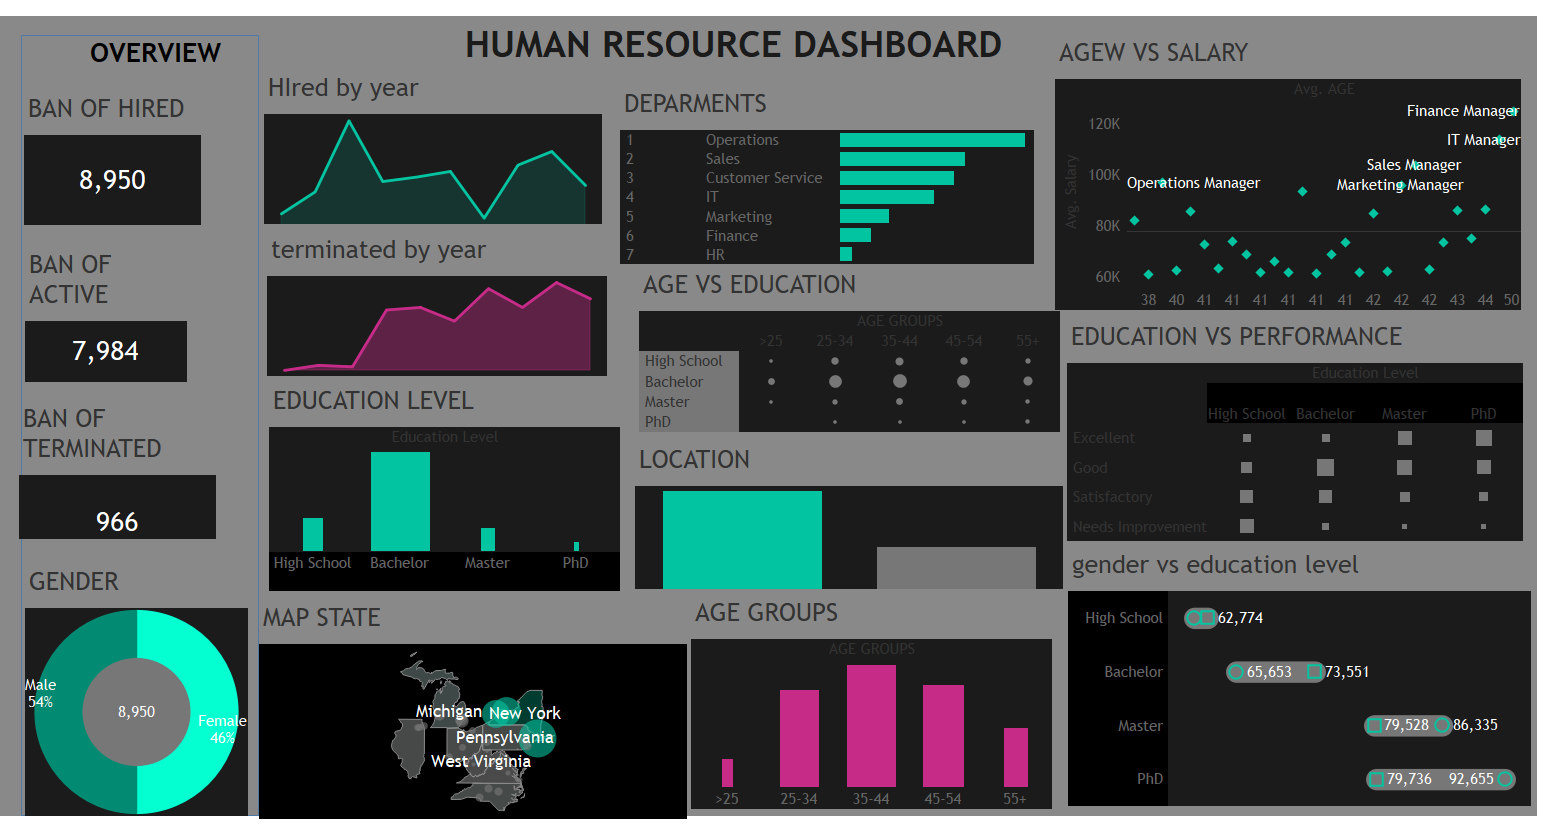 HUMAN RESOURCE DASHBOARD
OVERVIEW
BAN OF HIRED
8,950
BAN OF
ACTIVE
7,984
BAN OF
TERMINATED
966
GENDER
Male
54%
8,950
Female
46%
HIred by year
terminated by year
EDUCATION LEVEL
Education Level
High School Bachelor Master PhD
MAP STATE
Michigan
New York
Pennsylvania
West Virginia
DEPARMENTS
1 Operations
2 Sales
3 Customer Service
4 IT
5 Marketing
6 Finance
7 HR
AGE VS EDUCATION
AGE GROUPS
>25 25-34 35-44 45-54 55+
High School
Bachelor
Master
PhD
LOCATION
AGE GROUPS
AGE GROUPS
>25 25-34 35-44 45-54 55+
AGEW VS SALARY
Avg. AGE
Avg. Salary
120K
100K
80K
60K
Finance Manager
IT Manager
Sales Manager
Operations Manager
Marketing Manager
38 40 41 41 41 41 41 41 42 42 42 43 44 50
EDUCATION VS PERFORMANCE
Education Level
High School Bachelor Master PhD
Excellent
Good
Satisfactory
Needs Improvement
gender vs education level
High School 62,774
Bachelor 65,653 73,551
Master 79,528 86,335
PhD 79,736 92,655